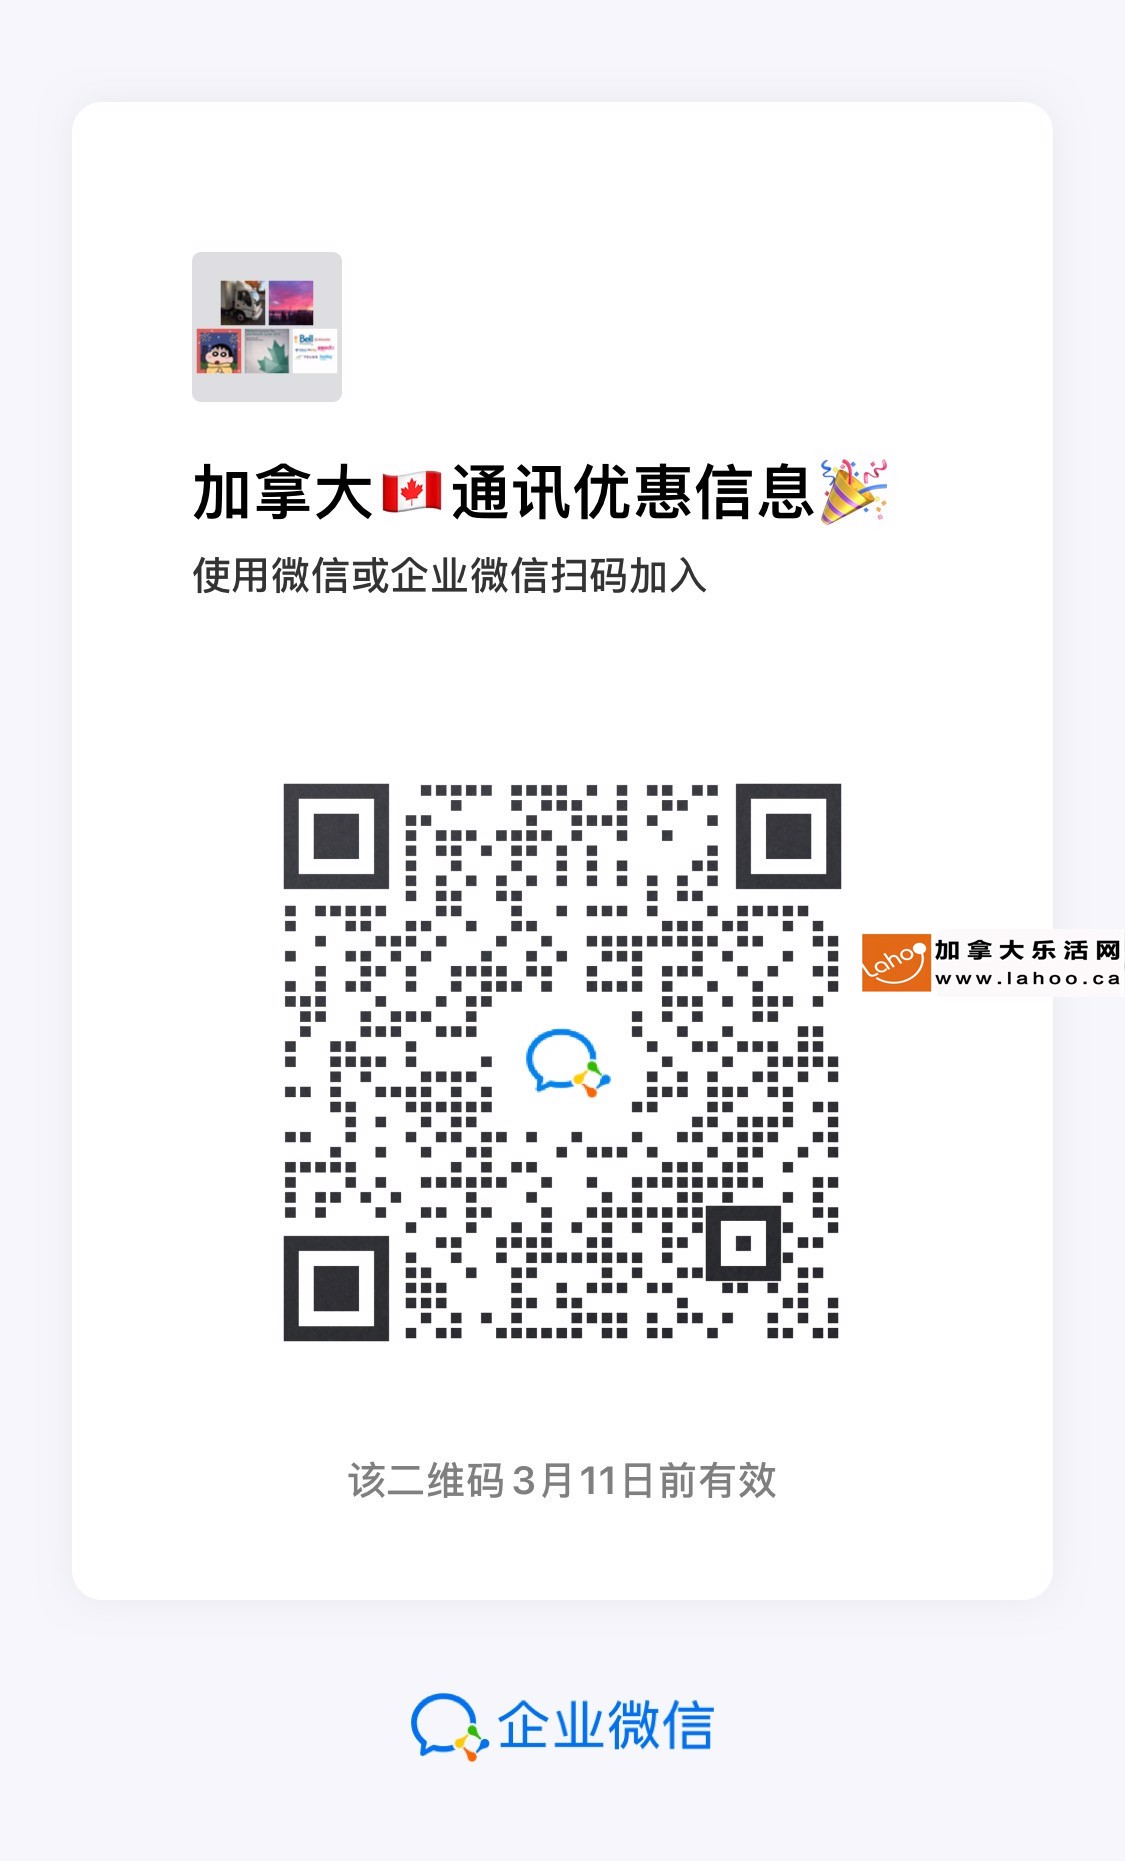 Bell
加拿大🇨🇦通讯优惠信息🎉
使用微信或企业微信扫码加入
Lahoo
加拿大乐活网
www.lahoo.ca
该二维码3月11日前有效
企业微信